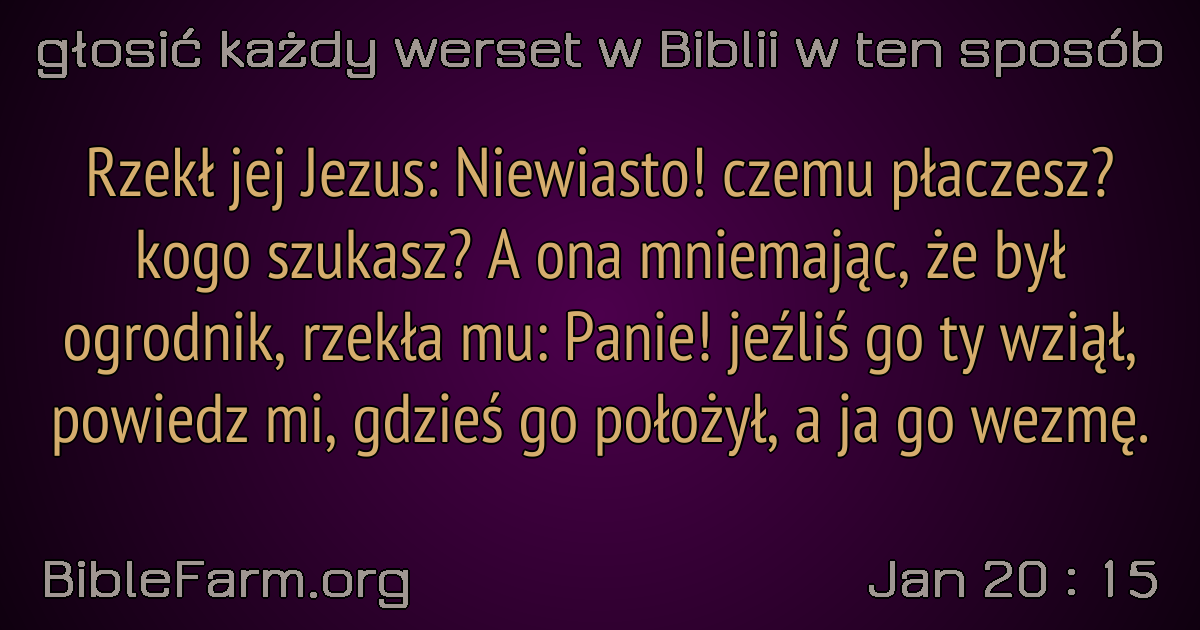 głosić każdy werset w Biblii w ten sposób
Rzekł jej Jezus: Niewiasto! czemu płaczesz?
kogo szukasz? A ona mniemając, że był
ogrodnik, rzekła mu: Panie! jeźliś go ty wziął,
powiedz mi, gdzieś go położył, a ja go wezmę.
BibleFarm.org
Jan 20 : 15